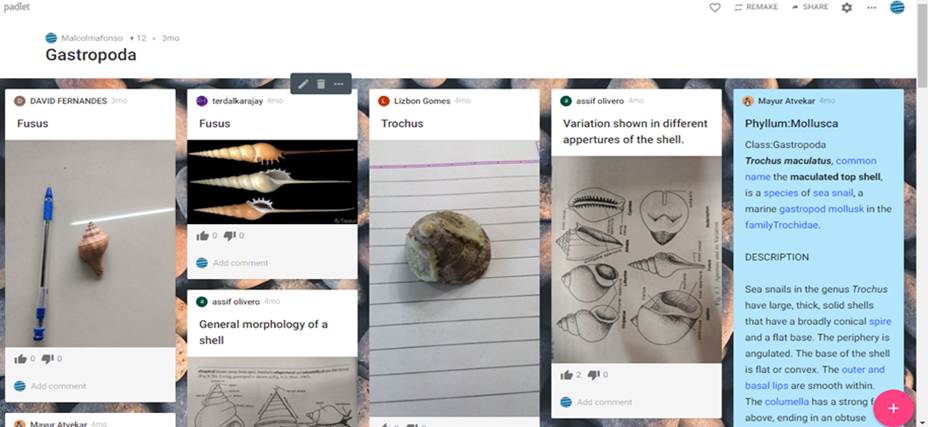 padlet
REMAKE
SHARE
Malcolmafonso +12 • 3mo
Gastropoda
DAVID FERNANDES 3mo
Fusus
0 0
Add comment
Mayur Atvekar 4mo
terdalkarajay 4mo
Fusus
0 0
Add comment
assif olivero 4mo
General morphology of a
shell
Lizbon Gomes 4mo
Trochus
assif olivero 4mo
Variation shown in different
appertures of the shell.
2 0
Add comment
Mayur Atvekar 4mo
Phyllum:Mollusca
Class:Gastropoda
Trochus maculatus, common
name the maculated top shell,
is a species of sea snail, a
marine gastropod mollusk in the
familyTrochidae.
DESCRIPTION
Sea snails in the genus Trochus
have large, thick, solid shells
that have a broadly conical spire
and a flat base. The periphery is
angulated. The base of the shell
is flat or convex. The outer and
basal lips are smooth within.
The columella has a strong
above, ending in an obtuse